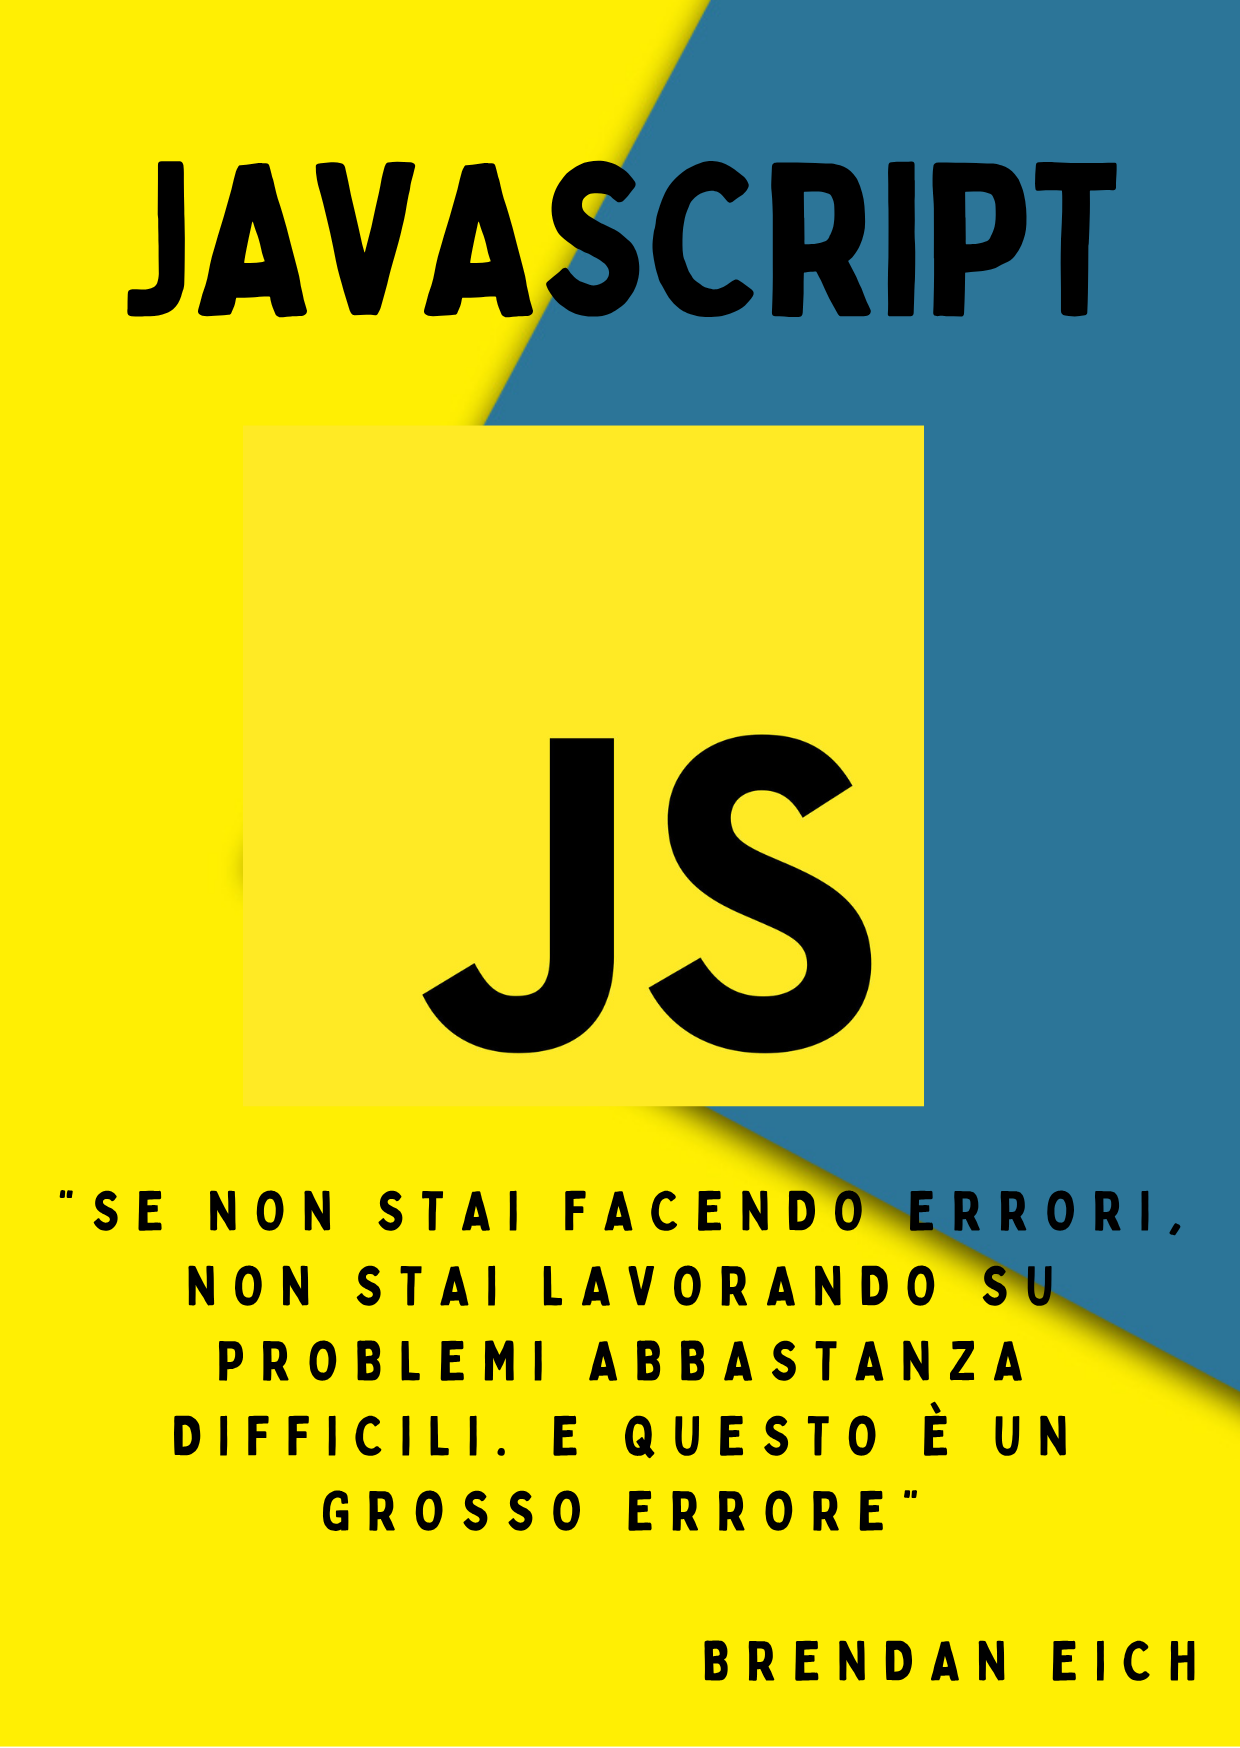 JAVASCRIPT
JS
"SE NON STAI FACENDO ERRORI,
NON STAI LAVORANDO SU
PROBLEMI ABBASTANZA
DIFFICILI. E QUESTO È UN
GROSSO ERRORE"
BRENDAN EICH